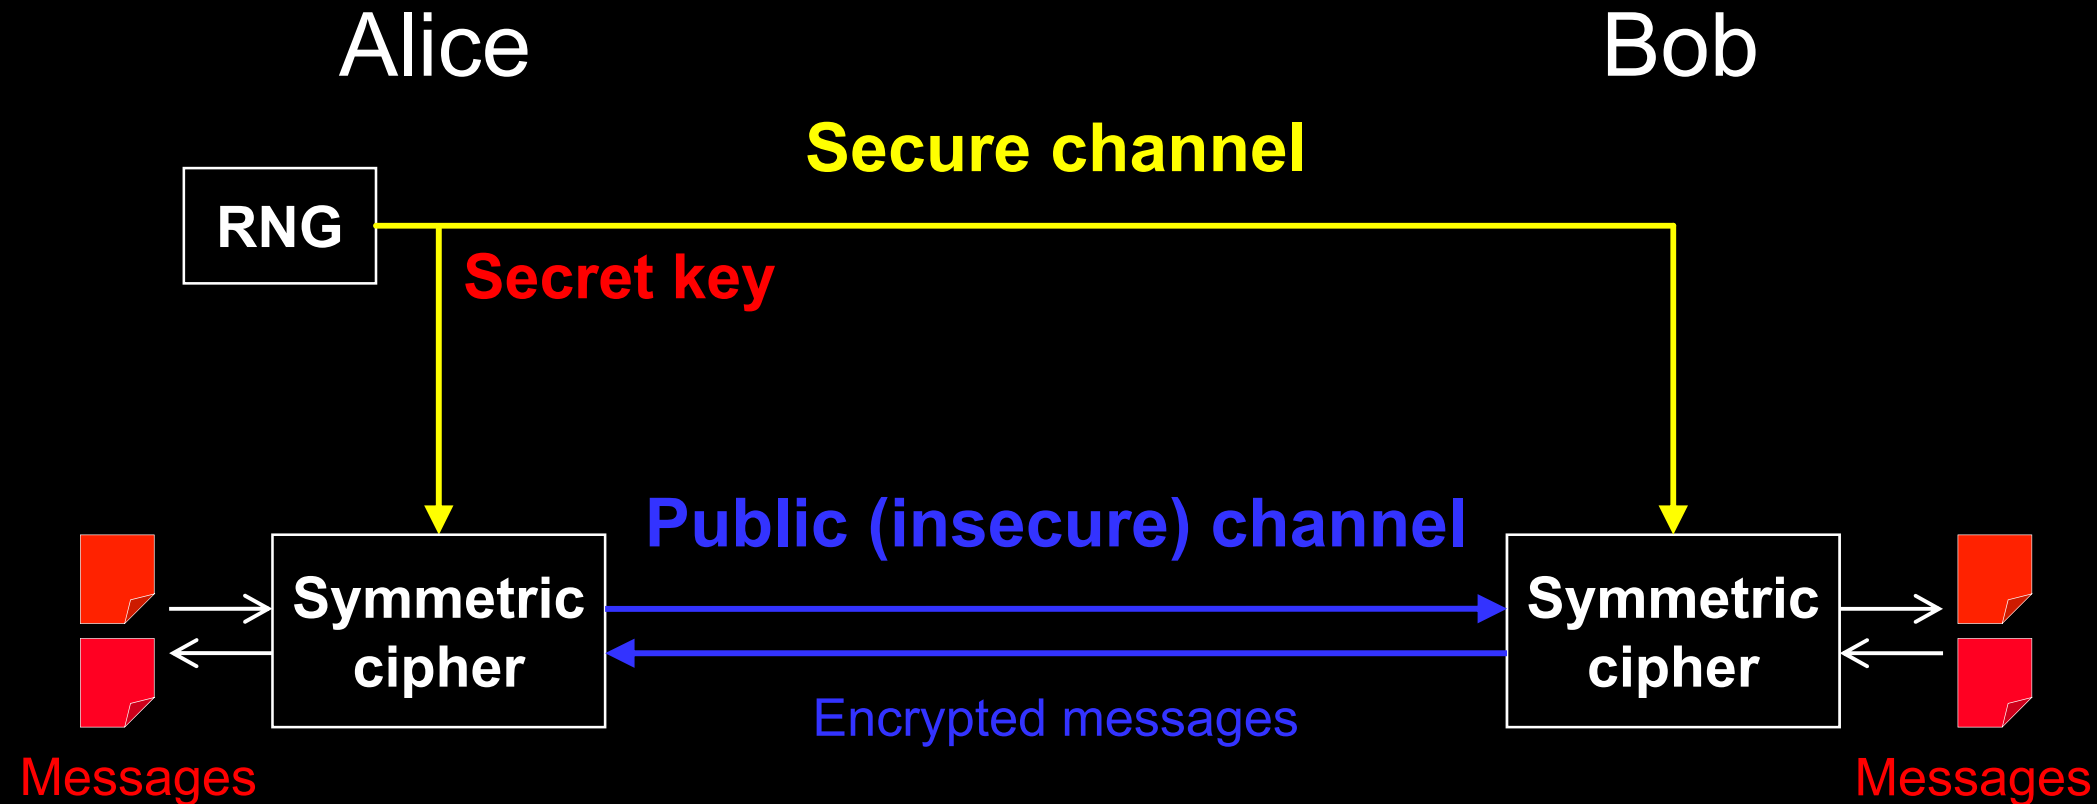 Alice
Bob
Secure channel
RNG
Secret key
Public (insecure) channel
Symmetric
cipher
Symmetric
cipher
Encrypted messages
Messages
Messages